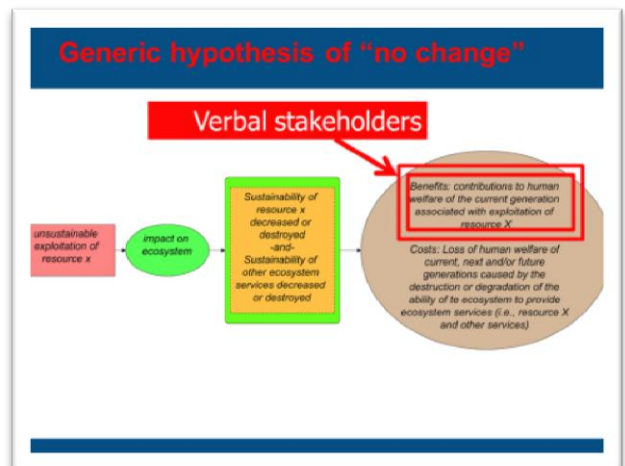 Generic hypothesis of “no change”
Verbal stakeholders
unsustainable
exploitation of
resource x
impact on
ecosystem
Sustainability of
resource x
decreased or
destroyed
-and-
Sustainability of
other ecosystem
services decreased
or destroyed
Benefits: contributions to human
welfare of the current generation
associated with exploitation of
resource X
Costs: Loss of human welfare of
current, next and/or future
generations caused by the
destruction or degradation of the
ability of te ecosystem to provide
ecosystem services (i.e., resource X
and other services)